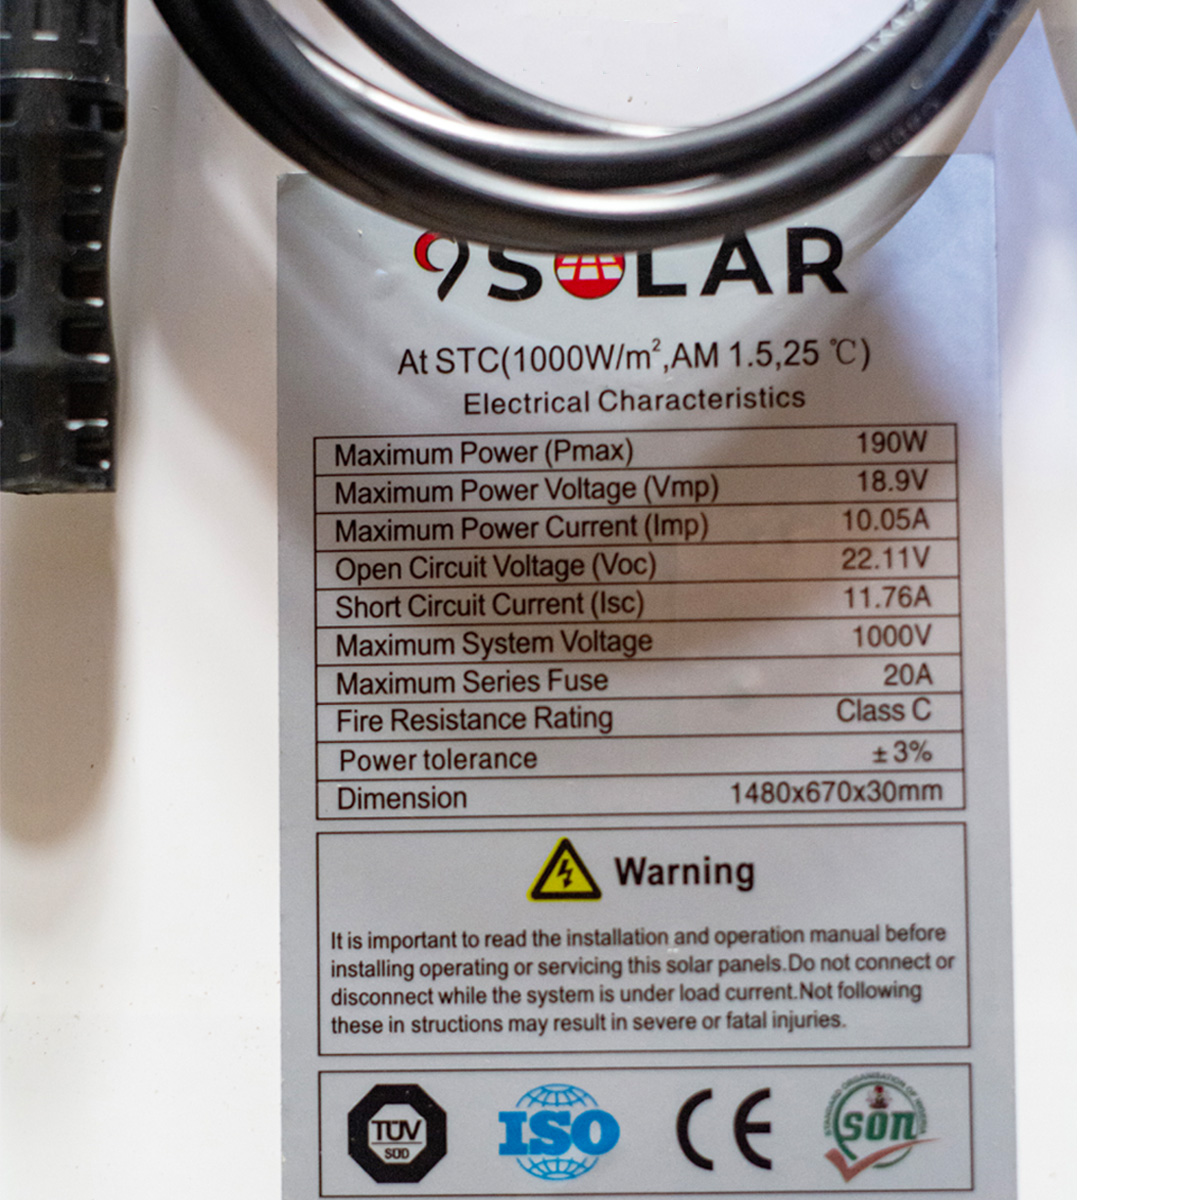 9SOLAR
At STC(1000W/m²,AM 1.5,25 ℃)
Electrical Characteristics
Maximum Power (Pmax) 190W
Maximum Power Voltage (Vmp) 18.9V
Maximum Power Current (Imp) 10.05A
Open Circuit Voltage (Voc) 22.11V
Short Circuit Current (Isc) 11.76A
Maximum System Voltage 1000V
Maximum Series Fuse 20A
Fire Resistance Rating Class C
Power tolerance ±3%
Dimension 1480x670x30mm
Warning
It is important to read the installation and operation manual before
installing operating or servicing this solar panels.Do not connect or
disconnect while the system is under load current.Not following
these in structions may result in severe or fatal injuries.
TÜV
SÜD
ISO
CE
STANDARD ORGANISATION OF NIGERIA
SON